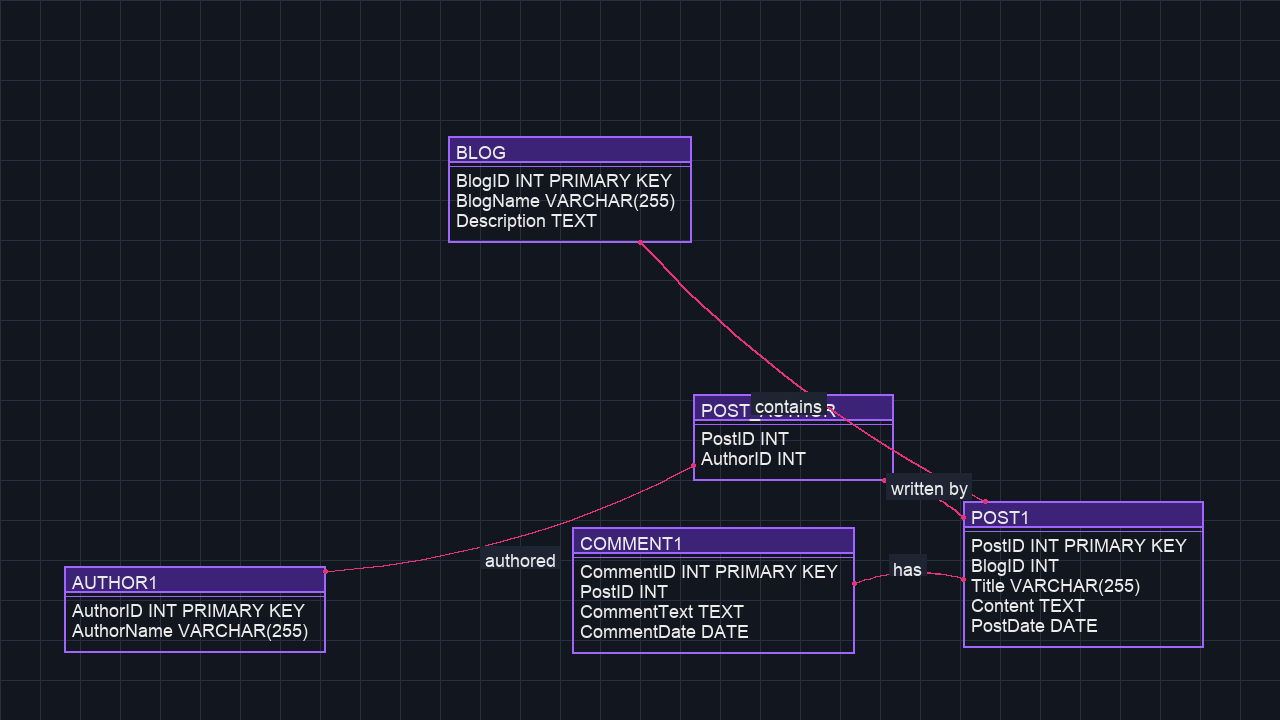 BLOG
BlogID INT PRIMARY KEY
BlogName VARCHAR(255)
Description TEXT
contains
PostID INT
AuthorID INT
written by
authored
AUTHOR1
AuthorID INT PRIMARY KEY
AuthorName VARCHAR(255)
COMMENT1
CommentID INT PRIMARY KEY
PostID INT
CommentText TEXT
CommentDate DATE
has
POST1
PostID INT PRIMARY KEY
BlogID INT
Title VARCHAR(255)
Content TEXT
PostDate DATE